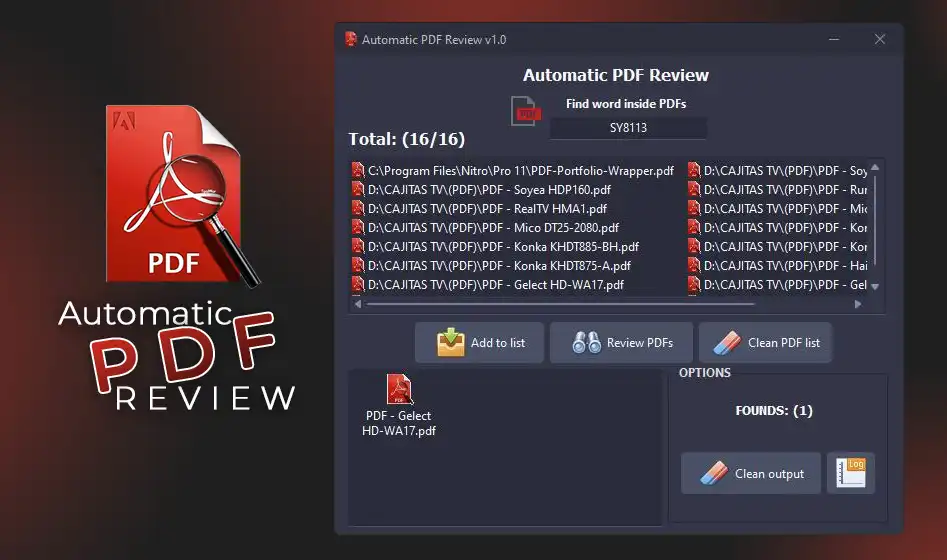 PDF
Automatic
PDF
REVIEW
Automatic PDF Review v1.0
Automatic PDF Review
PDF
Find word inside PDFs
SY8113
Total: (16/16)
C:\Program Files\Nitro\Pro 11\PDF-Portfolio-Wrapper.pdf
D:\CAJITAS TV\(PDF)\PDF - Soyea HDP160.pdf
D:\CAJITAS TV\(PDF)\PDF - RealTV HMA1.pdf
D:\CAJITAS TV\(PDF)\PDF - Mico DT25-2080.pdf
D:\CAJITAS TV\(PDF)\PDF - Konka KHDT885-BH.pdf
D:\CAJITAS TV\(PDF)\PDF - Konka KHDT875-A.pdf
D:\CAJITAS TV\(PDF)\PDF - Gelect HD-WA17.pdf
D:\CAJITAS TV\(PDF)\PDF - Soy
D:\CAJITAS TV\(PDF)\PDF - Rur
D:\CAJITAS TV\(PDF)\PDF - Mic
D:\CAJITAS TV\(PDF)\PDF - Kor
D:\CAJITAS TV\(PDF)\PDF - Kor
D:\CAJITAS TV\(PDF)\PDF - Hai
D:\CAJITAS TV\(PDF)\PDF - Gel
Add to list
Review PDFs
Clean PDF list
PDF - Gelect
HD-WA17.pdf
OPTIONS
FOUNDS: (1)
Clean output
Log